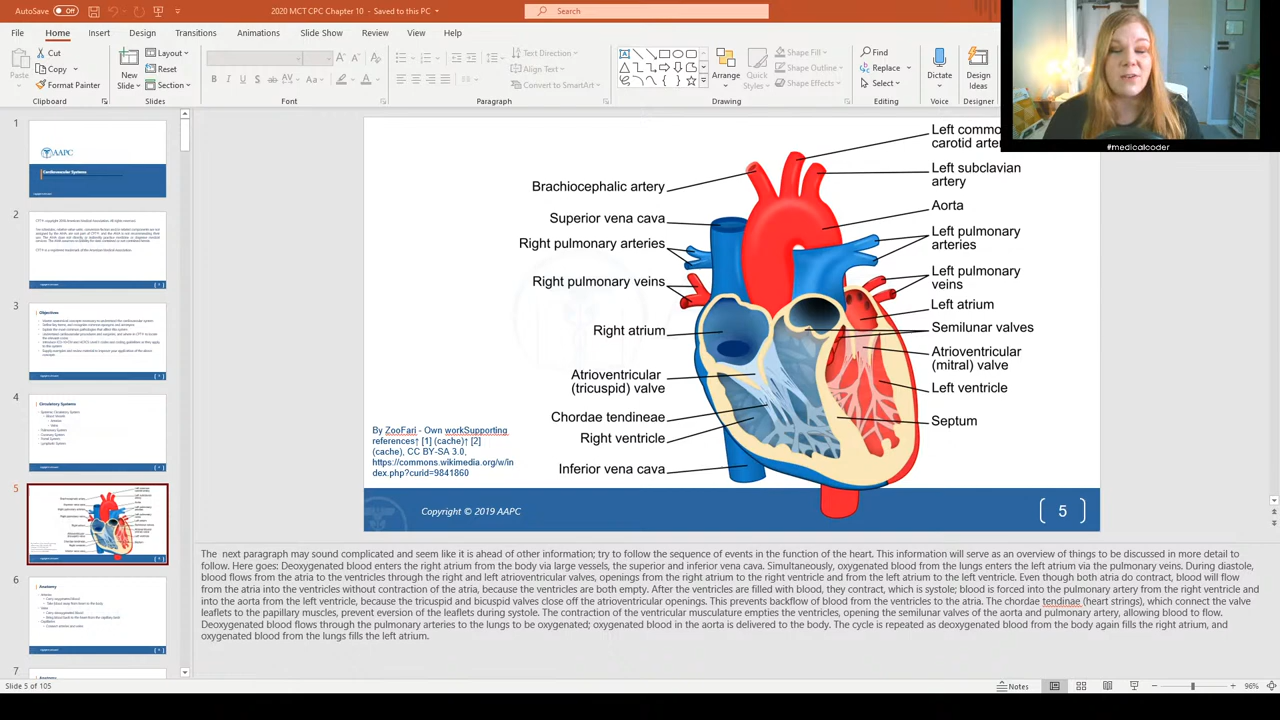 AutoSave Off
2020 MCT CPC Chapter 10 - Saved to this PC
Search
File Home Insert Design Transitions Animations Slide Show Review View Help
Paste
Cut
Copy
Format Painter
Clipboard
New
Slide
Layout
Reset
Section
Slides
Font
Text Direction
Align Text
Convert to SmartArt
Paragraph
Arrange
Quick
Styles
Shape Fill
Shape Outline
Shape Effects
Drawing
Find
Replace
Select
Editing
Dictate
Voice
Design
Ideas
Designer
#medicalcoder
1
AAPC
Cardiovascular Systems
2
3
Objectives
4
Circulatory Systems
5
6
Anatomy
7
Left common
carotid artery
Left subclavian
artery
Aorta
Left pulmonary
arteries
Left pulmonary
veins
Left atrium
Semilunar valves
Atrioventricular
(mitral) valve
Left ventricle
Septum
Brachiocephalic artery
Superior vena cava
Right pulmonary arteries
Right pulmonary veins
Right atrium
Atrioventricular
(tricuspid) valve
Chordae tendineae
Right ventricle
Inferior vena cava
By ZooFari - Own workSupporting
references↑ [1] (cache)↑ [2]
(cache), CC BY-SA 3.0,
https://commons.wikimedia.org/w/in
dex.php?curid=9841860
Copyright © 2019 AAPC
5
The next paragraph may sound complicated and seem like it is ahead of other information; try to follow the sequence of events in the function of the heart. This information will serve as an overview of things to be discussed in more detail to
follow. Here goes: Deoxygenated blood enters the right atrium from the body via large vessels, the superior and inferior vena cava. Simultaneously, oxygenated blood from the lungs enters the left atrium via the pulmonary veins. During diastole,
blood flows from the atria to the ventricles through the right and left atrioventricular valves, openings from the right atrium to the right ventricle and from the left atrium to the left ventricle. Even though both atria do contract, blood will flow
from the atria into the ventricles without contraction of the atria, because the ventricles are both empty. After the ventricles are filled with blood, they contract, which is systole; blood is forced into the pulmonary artery from the right ventricle and
into the aorta from the left ventricle, because the tricuspid and bicuspid valves close off the atrioventricular openings. This prevents backflow of blood from the ventricles to the atria. The chordae tendinae (heart strings), which connect the valve
leaflets to the papillary muscles, prevent eversion of the leaflets during systole. The contraction of the ventricular musculature empties the ventricles, opening the semilunar valves of the aorta and pulmonary artery, allowing blood to flow.
Deoxygenated blood flows through the pulmonary arteries to the lungs to be oxygenated; oxygenated blood in the aorta is delivered to the body. The cycle is repeated as deoxygenated blood from the body again fills the right atrium, and
oxygenated blood from the lungs fills the left atrium.
Slide 5 of 105
Notes
96%